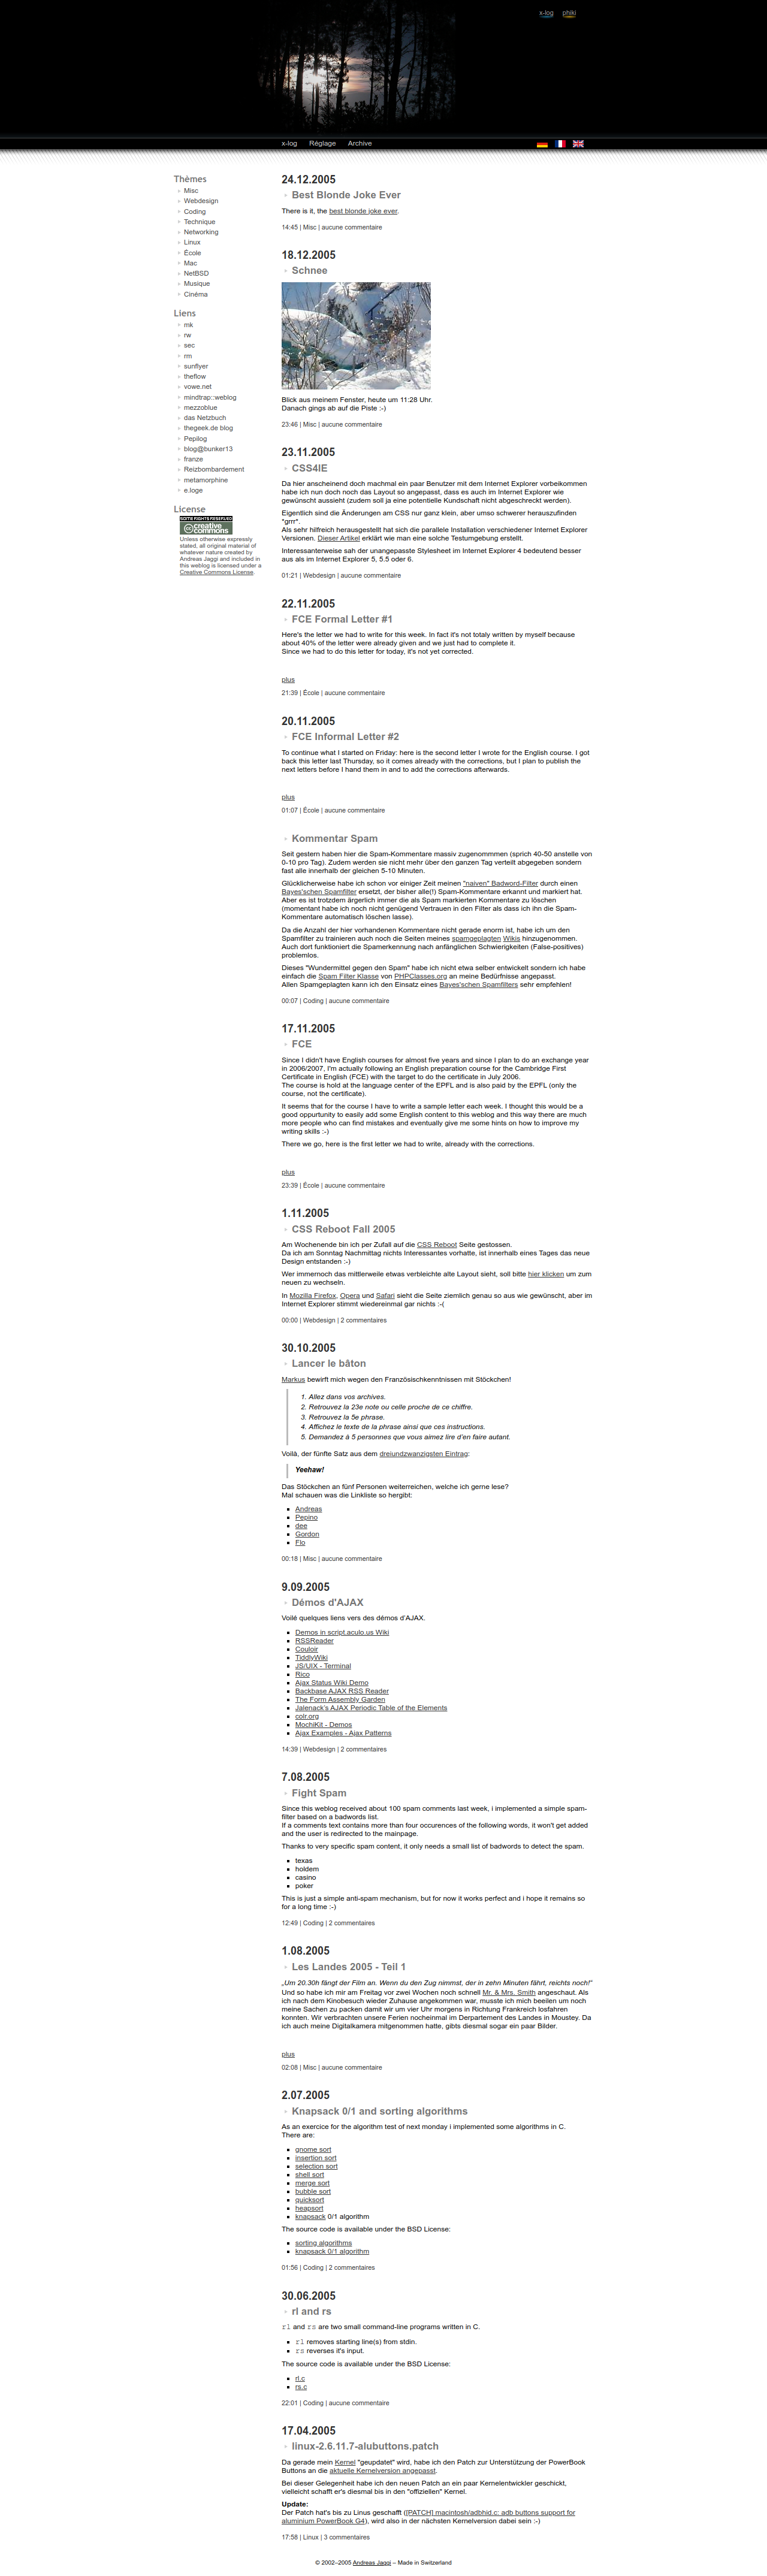 x-log phiki
x-log Réglage Archive
Thèmes
Misc
Webdesign
Coding
Technique
Networking
Linux
École
Mac
NetBSD
Musique
Cinéma
Liens
mk
rw
sec
rm
sunflyer
theflow
vowe.net
mindtrap::weblog
mezzoblue
das Netzbuch
thegeek.de blog
Pepilog
blog@bunker13
franze
Reizbombardement
metamorphine
e.loge
License
SOME RIGHTS RESERVED
creative commons
Unless otherwise expressly
stated, all original material of
whatever nature created by
Andreas Jaggi and included in
this weblog is licensed under a
Creative Commons License.
24.12.2005
Best Blonde Joke Ever
There is it, the best blonde joke ever.
14:45 | Misc | aucune commentaire
18.12.2005
Schnee
Blick aus meinem Fenster, heute um 11:28 Uhr.
Danach gings ab auf die Piste :-)
23:46 | Misc | aucune commentaire
23.11.2005
CSS4IE
Da hier anscheinend doch machmal ein paar Benutzer mit dem Internet Explorer vorbeikommen
habe ich nun doch noch das Layout so angepasst, dass es auch im Internet Explorer wie
gewünscht aussieht (zudem soll ja eine potentielle Kundschaft nicht abgeschreckt werden).
Eigentlich sind die Änderungen am CSS nur ganz klein, aber umso schwerer herauszufinden
*grrr*.
Als sehr hilfreich herausgestellt hat sich die parallele Installation verschiedener Internet Explorer
Versionen. Dieser Artikel erklärt wie man eine solche Testumgebung erstellt.
Interessanterweise sah der unangepasste Stylesheet im Internet Explorer 4 bedeutend besser
aus als im Internet Explorer 5, 5.5 oder 6.
01:21 | Webdesign | aucune commentaire
22.11.2005
FCE Formal Letter #1
Here's the letter we had to write for this week. In fact it's not totaly written by myself because
about 40% of the letter were already given and we just had to complete it.
Since we had to do this letter for today, it's not yet corrected.
plus
21:39 | École | aucune commentaire
20.11.2005
FCE Informal Letter #2
To continue what I started on Friday: here is the second letter I wrote for the English course. I got
back this letter last Thursday, so it comes already with the corrections, but I plan to publish the
next letters before I hand them in and to add the corrections afterwards.
plus
01:07 | École | aucune commentaire
Kommentar Spam
Seit gestern haben hier die Spam-Kommentare massiv zugenommmen (sprich 40-50 anstelle von
0-10 pro Tag). Zudem werden sie nicht mehr über den ganzen Tag verteilt abgegeben sondern
fast alle innerhalb der gleichen 5-10 Minuten.
Glücklicherweise habe ich schon vor einiger Zeit meinen "naiven" Badword-Filter durch einen
Bayes'schen Spamfilter ersetzt, der bisher alle(!) Spam-Kommentare erkannt und markiert hat.
Aber es ist trotzdem ärgerlich immer die als Spam markierten Kommentare zu löschen
(momentant habe ich noch nicht genügend Vertrauen in den Filter als dass ich ihn die Spam-
Kommentare automatisch löschen lasse).
Da die Anzahl der hier vorhandenen Kommentare nicht gerade enorm ist, habe ich um den
Spamfilter zu trainieren auch noch die Seiten meines spamgeplagten Wikis hinzugenommen.
Auch dort funktioniert die Spamerkennung nach anfänglichen Schwierigkeiten (False-positives)
problemlos.
Dieses "Wundermittel gegen den Spam" habe ich nicht etwa selber entwickelt sondern ich habe
einfach die Spam Filter Klasse von PHPClasses.org an meine Bedürfnisse angepasst.
Allen Spamgeplagten kann ich den Einsatz eines Bayes'schen Spamfilters sehr empfehlen!
00:07 | Coding | aucune commentaire
17.11.2005
FCE
Since I didn't have English courses for almost five years and since I plan to do an exchange year
in 2006/2007, I'm actually following an English preparation course for the Cambridge First
Certificate in English (FCE) with the target to do the certificate in July 2006.
The course is hold at the language center of the EPFL and is also paid by the EPFL (only the
course, not the certificate).
It seems that for the course I have to write a sample letter each week. I thought this would be a
good oppurtunity to easily add some English content to this weblog and this way there are much
more people who can find mistakes and eventually give me some hints on how to improve my
writing skills :-)
There we go, here is the first letter we had to write, already with the corrections.
plus
23:39 | École | aucune commentaire
1.11.2005
CSS Reboot Fall 2005
Am Wochenende bin ich per Zufall auf die CSS Reboot Seite gestossen.
Da ich am Sonntag Nachmittag nichts Interessantes vorhatte, ist innerhalb eines Tages das neue
Design entstanden :-)
Wer immernoch das mittlerweile etwas verbleichte alte Layout sieht, soll bitte hier klicken um zum
neuen zu wechseln.
In Mozilla Firefox, Opera und Safari sieht die Seite ziemlich genau so aus wie gewünscht, aber im
Internet Explorer stimmt wiedereinmal gar nichts :-(
00:00 | Webdesign | 2 commentaires
30.10.2005
Lancer le bâton
Markus bewirft mich wegen den Französischkenntnissen mit Stöckchen!
1. Allez dans vos archives.
2. Retrouvez la 23e note ou celle proche de ce chiffre.
3. Retrouvez la 5e phrase.
4. Affichez le texte de la phrase ainsi que ces instructions.
5. Demandez à 5 personnes que vous aimez lire d'en faire autant.
Voilà, der fünfte Satz aus dem dreiundzwanzigsten Eintrag:
Yeehaw!
Das Stöckchen an fünf Personen weiterreichen, welche ich gerne lese?
Mal schauen was die Linkliste so hergibt:
Andreas
Pepino
dee
Gordon
Flo
00:18 | Misc | aucune commentaire
9.09.2005
Démos d'AJAX
Voilé quelques liens vers des démos d'AJAX.
Demos in script.aculo.us Wiki
RSSReader
Couloir
TiddlyWiki
JS/UIX - Terminal
Rico
Ajax Status Wiki Demo
Backbase AJAX RSS Reader
The Form Assembly Garden
Jalenack's AJAX Periodic Table of the Elements
colr.org
MochiKit - Demos
Ajax Examples - Ajax Patterns
14:39 | Webdesign | 2 commentaires
7.08.2005
Fight Spam
Since this weblog received about 100 spam comments last week, i implemented a simple spam-
filter based on a badwords list.
If a comments text contains more than four occurences of the following words, it won't get added
and the user is redirected to the mainpage.
Thanks to very specific spam content, it only needs a small list of badwords to detect the spam.
texas
holdem
casino
poker
This is just a simple anti-spam mechanism, but for now it works perfect and i hope it remains so
for a long time :-)
12:49 | Coding | 2 commentaires
1.08.2005
Les Landes 2005 - Teil 1
„Um 20.30h fängt der Film an. Wenn du den Zug nimmst, der in zehn Minuten fährt, reichts noch!"
Und so habe ich mir am Freitag vor zwei Wochen noch schnell Mr. & Mrs. Smith angeschaut. Als
ich nach dem Kinobesuch wieder Zuhause angekommen war, musste ich mich beeilen um noch
meine Sachen zu packen damit wir um vier Uhr morgens in Richtung Frankreich losfahren
konnten. Wir verbrachten unsere Ferien nocheinmal im Derpartement des Landes in Moustey. Da
ich auch meine Digitalkamera mitgenommen hatte, gibts diesmal sogar ein paar Bilder.
plus
02:08 | Misc | aucune commentaire
2.07.2005
Knapsack 0/1 and sorting algorithms
As an exercice for the algorithm test of next monday i implemented some algorithms in C.
There are:
gnome sort
insertion sort
selection sort
shell sort
merge sort
bubble sort
quicksort
heapsort
knapsack 0/1 algorithm
The source code is available under the BSD License:
sorting algorithms
knapsack 0/1 algorithm
01:56 | Coding | 2 commentaires
30.06.2005
rl and rs
rl and rs are two small command-line programs written in C.
rl removes starting line(s) from stdin.
rs reverses it's input.
The source code is available under the BSD License:
rl.c
rs.c
22:01 | Coding | aucune commentaire
17.04.2005
linux-2.6.11.7-alubuttons.patch
Da gerade mein Kernel "geupdatet" wird, habe ich den Patch zur Unterstützung der PowerBook
Buttons an die aktuelle Kernelversion angepasst.
Bei dieser Gelegenheit habe ich den neuen Patch an ein paar Kernelentwickler geschickt,
vielleicht schafft er's diesmal bis in den "offiziellen" Kernel.
Update:
Der Patch hat's bis zu Linus geschafft ([PATCH] macintosh/adbhid.c: adb buttons support for
aluminium PowerBook G4), wird also in der nächsten Kernelversion dabei sein :-)
17:58 | Linux | 3 commentaires
© 2002–2005 Andreas Jaggi – Made in Switzerland